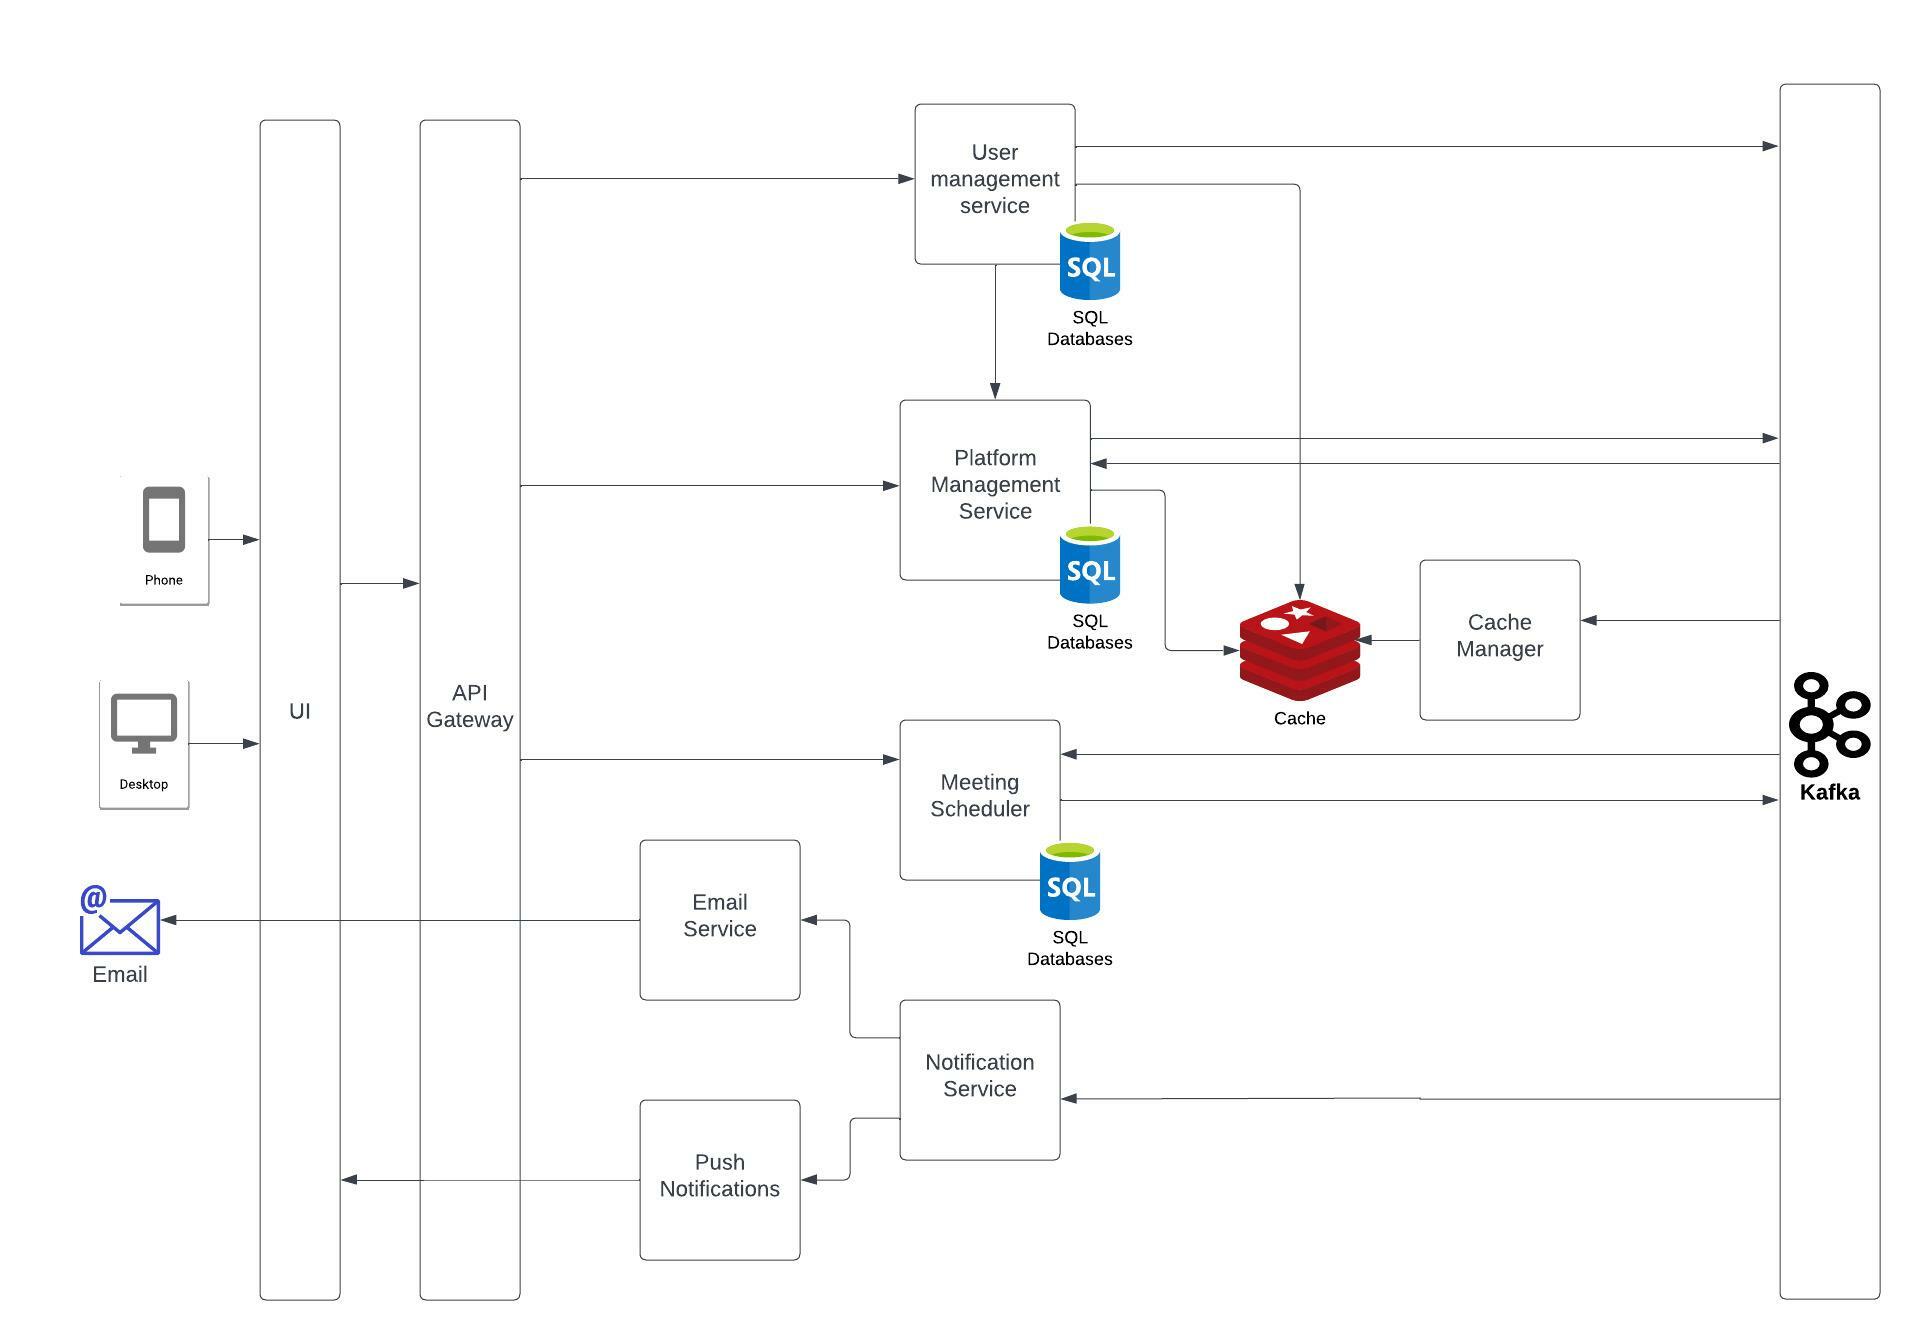 User
management
service
SQL
SQL
Databases
Platform
Management
Service
SQL
SQL
Databases
Phone
Cache
Manager
Cache
UI
API
Gateway
Desktop
Meeting
Scheduler
Kafka
SQL
SQL
Databases
@
Email
Email
Service
Notification
Service
Push
Notifications